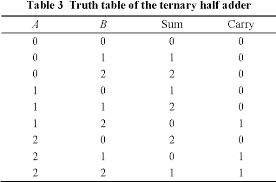 Table 3 Truth table of the ternary half adder
A B Sum Carry
0 0 0 0
0 1 1 0
0 2 2 0
1 0 1 0
1 1 2 0
1 2 0 1
2 0 2 0
2 1 0 1
2 2 1 1